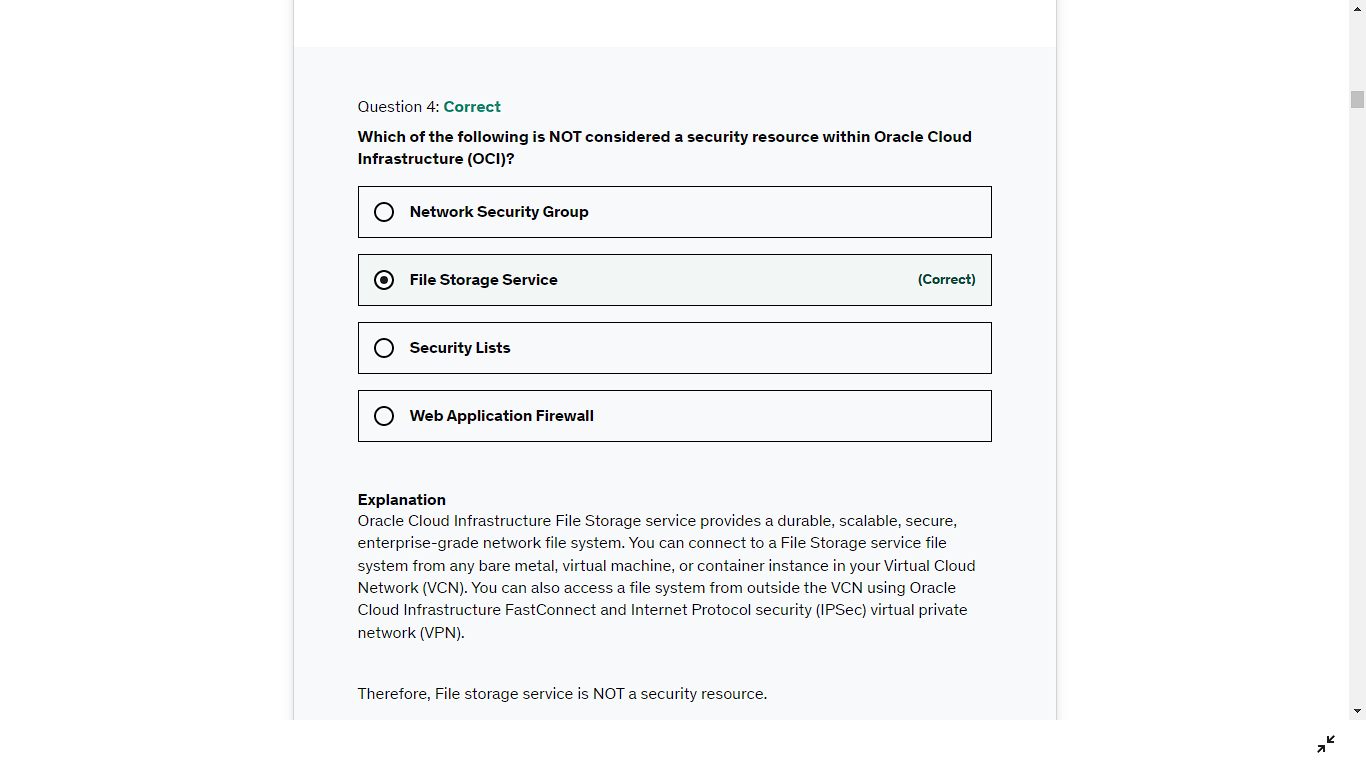 Question 4: Correct
Which of the following is NOT considered a security resource within Oracle Cloud
Infrastructure (OCI)?
Network Security Group
File Storage Service (Correct)
Security Lists
Web Application Firewall
Explanation
Oracle Cloud Infrastructure File Storage service provides a durable, scalable, secure,
enterprise-grade network file system. You can connect to a File Storage service file
system from any bare metal, virtual machine, or container instance in your Virtual Cloud
Network (VCN). You can also access a file system from outside the VCN using Oracle
Cloud Infrastructure FastConnect and Internet Protocol security (IPSec) virtual private
network (VPN).
Therefore, File storage service is NOT a security resource.